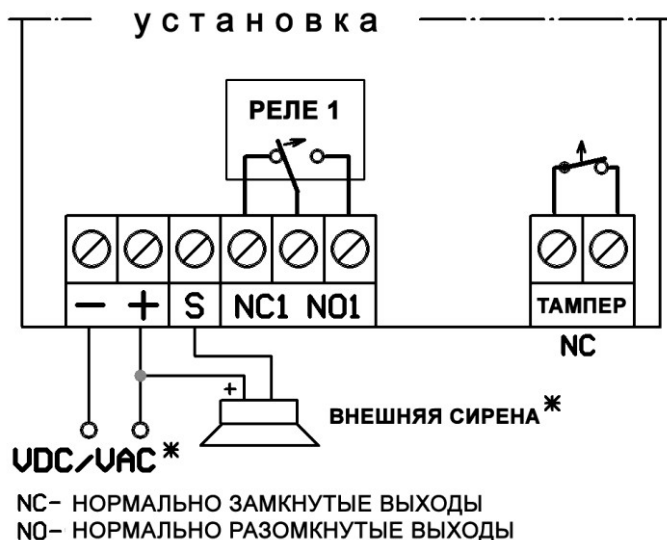 установка
РЕЛЕ 1
− + S NC1 NO1
ТАМПЕР
NC
+
ВНЕШНЯЯ СИРЕНА*
VDC/VAC*
NC- НОРМАЛЬНО ЗАМКНУТЫЕ ВЫХОДЫ
NO- НОРМАЛЬНО РАЗОМКНУТЫЕ ВЫХОДЫ